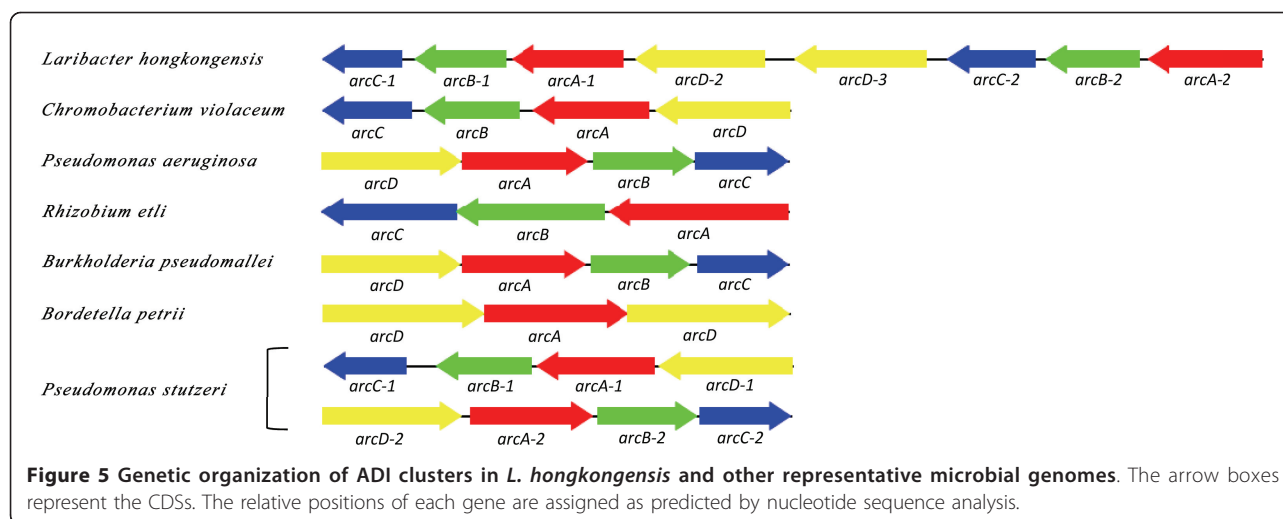 Laribacter hongkongensis
arcC-1 arcB-1 arcA-1 arcD-2 arcD-3 arcC-2 arcB-2 arcA-2
Chromobacterium violaceum
arcC arcB arcA arcD
Pseudomonas aeruginosa
arcD arcA arcB arcC
Rhizobium etli
arcC arcB arcA
Burkholderia pseudomallei
arcD arcA arcB arcC
Bordetella petrii
arcD arcA arcD
Pseudomonas stutzeri
arcC-1 arcB-1 arcA-1 arcD-1
arcD-2 arcA-2 arcB-2 arcC-2
Figure 5 Genetic organization of ADI clusters in L. hongkongensis and other representative microbial genomes. The arrow boxes
represent the CDSs. The relative positions of each gene are assigned as predicted by nucleotide sequence analysis.